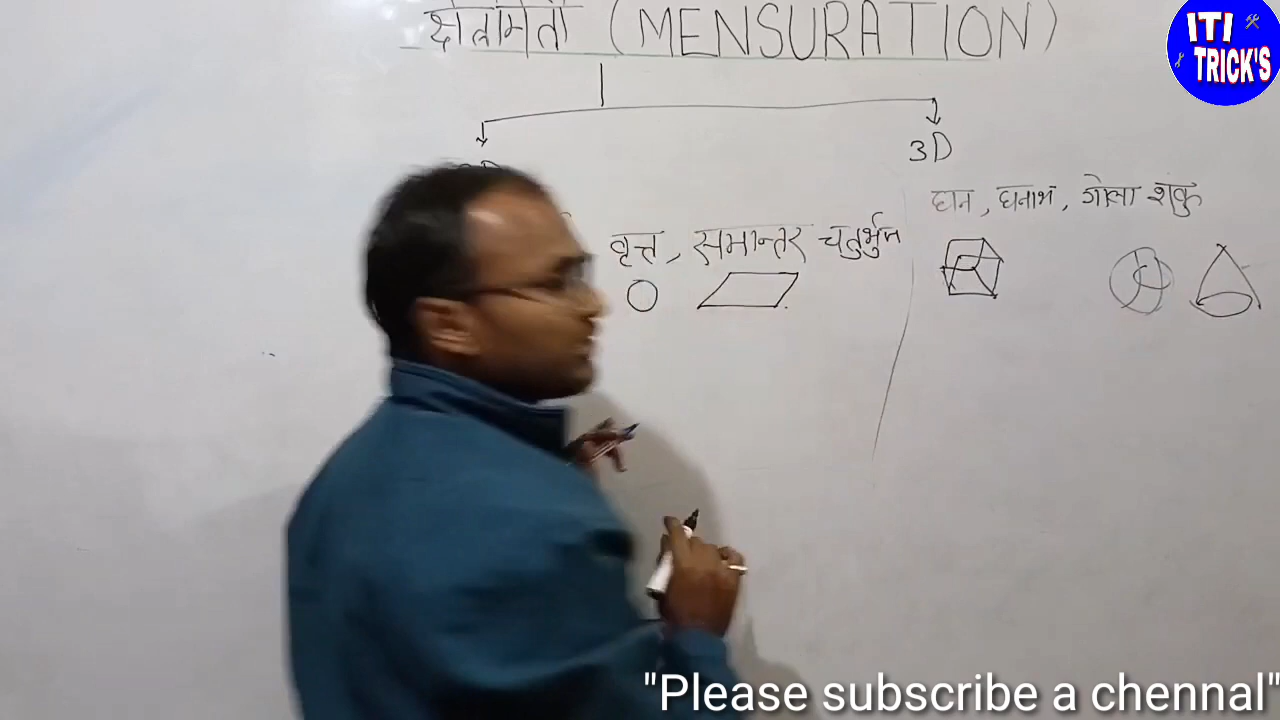 क्षेत्रमिती (MENSURATION)
ITI
TRICK'S
3D
घन, घनाभ, गोला शंकु
वृत्त, समान्तर चतुर्भुज
"Please subscribe a chennal"